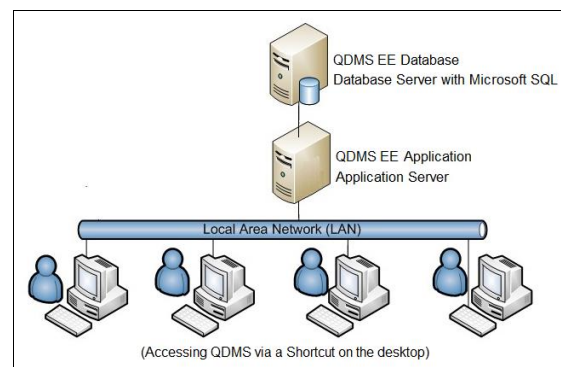 QDMS EE Database
Database Server with Microsoft SQL
QDMS EE Application
Application Server
Local Area Network (LAN)
(Accessing QDMS via a Shortcut on the desktop)